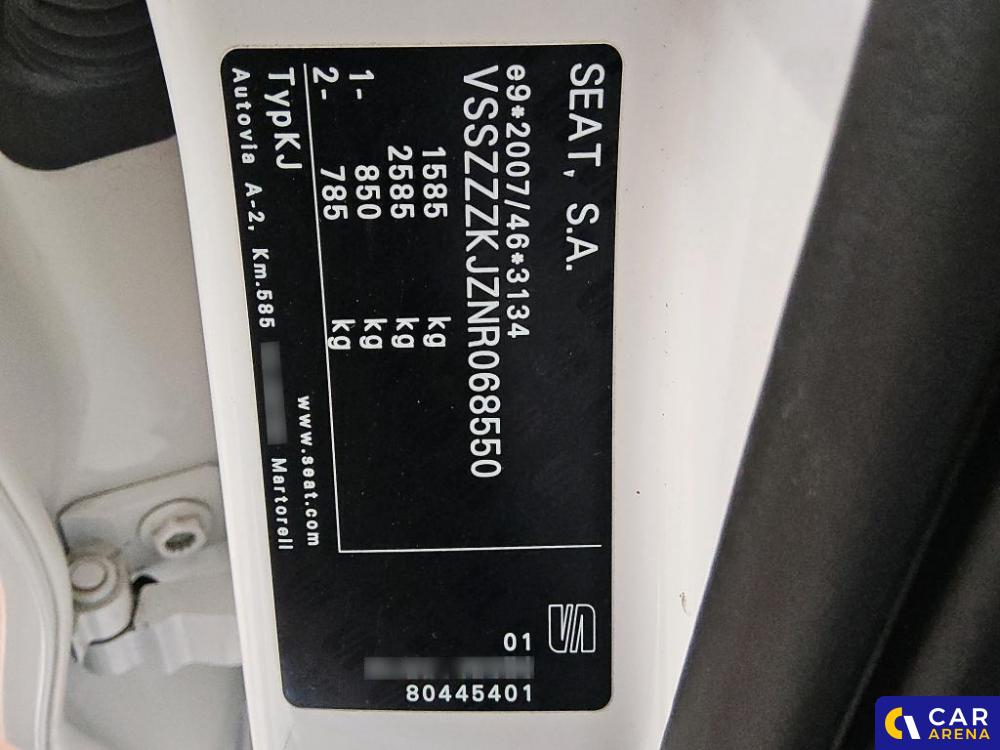 SEAT, S.A.
e9*2007/46*3134
VSSZZZKJZNR068550
1585 kg
2585 kg
1- 850 kg
2- 785 kg
TypKJ
www.seat.com
Autovia A-2, Km.585 Martorell
01
80445401
CAR
ARENA